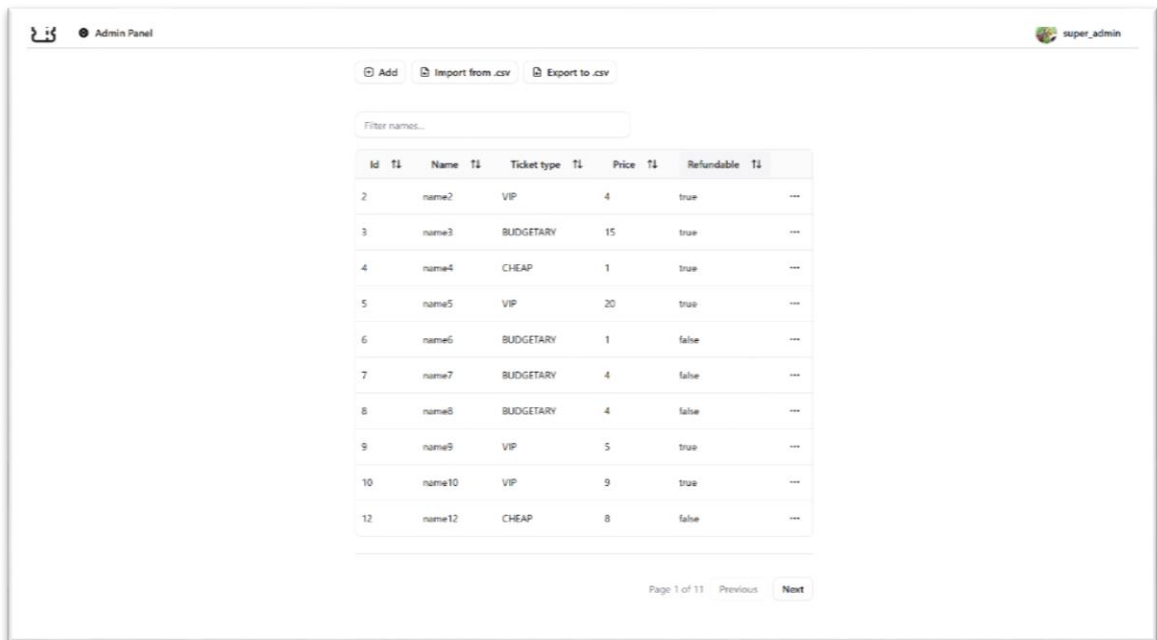 Admin Panel super_admin
Add Import from .csv Export to .csv
Filter names...
Id Name Ticket type Price Refundable
2 name2 VIP 4 true ...
3 name3 BUDGETARY 15 true ...
4 name4 CHEAP 1 true ...
5 name5 VIP 20 true ...
6 name6 BUDGETARY 1 false ...
7 name7 BUDGETARY 4 false ...
8 name8 BUDGETARY 4 false ...
9 name9 VIP 5 true ...
10 name10 VIP 9 true ...
12 name12 CHEAP 8 false ...
Page 1 of 11 Previous Next